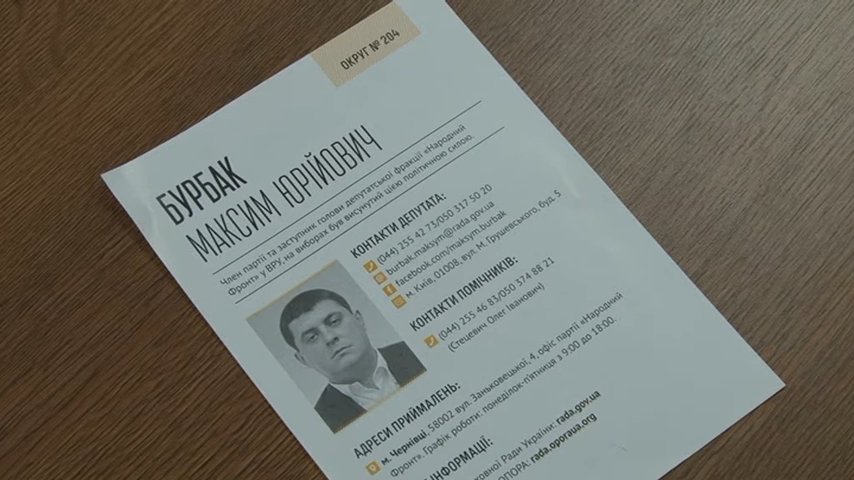 ОКРУГ № 204
БУРБАК
МАКСИМ ЮРІЙОВИЧ
Член партії та заступник голови депутатської фракції «Народний
Фронт» у ВРУ, на виборах був висунутий цією політичною силою.
КОНТАКТИ ДЕПУТАТА:
(044) 255 42 73/050 317 50 20
burbak.maksym@rada.gov.ua
facebook.com/maksym.burbak
м. Київ, 01008, вул. М. Грушевського, буд. 5
КОНТАКТИ ПОМІЧНИКІВ:
(044) 255 46 83/050 374 88 21
(Стецевич Олег Іванович)
АДРЕСИ ПРИЙМАЛЕНЬ:
м. Чернівці, 58002 вул. Заньковецької, 4, офіс партії «Народний
Фронт». Графік роботи: понеділок-п'ятниця з 9:00 до 18:00.
ІНФОРМАЦІЇ:
Ради України: rada.gov.ua
ОПОРА: rada.oporaua.org